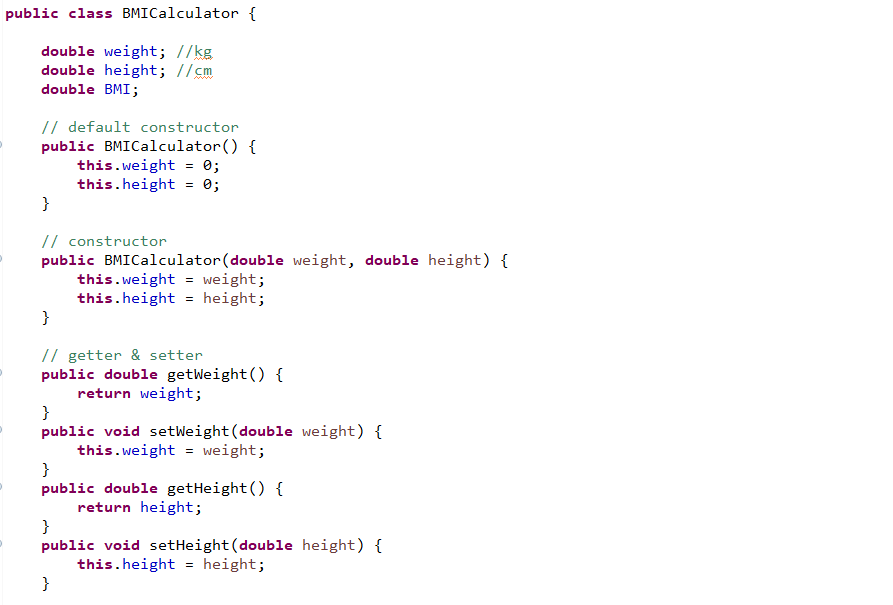 public class BMICalculator {
double weight; //kg
double height; //cm
double BMI;
// default constructor
public BMICalculator() {
this.weight = 0;
this.height = 0;
}
// constructor
public BMICalculator(double weight, double height) {
this.weight = weight;
this.height = height;
}
// getter & setter
public double getWeight() {
return weight;
}
public void setWeight(double weight) {
this.weight = weight;
}
public double getHeight() {
return height;
}
public void setHeight(double height) {
this.height = height;
}